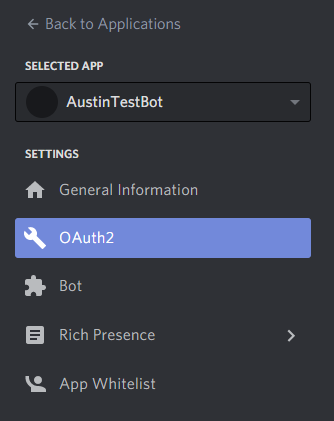 Back to Applications
SELECTED APP
AustinTestBot
SETTINGS
General Information
OAuth2
Bot
Rich Presence
App Whitelist